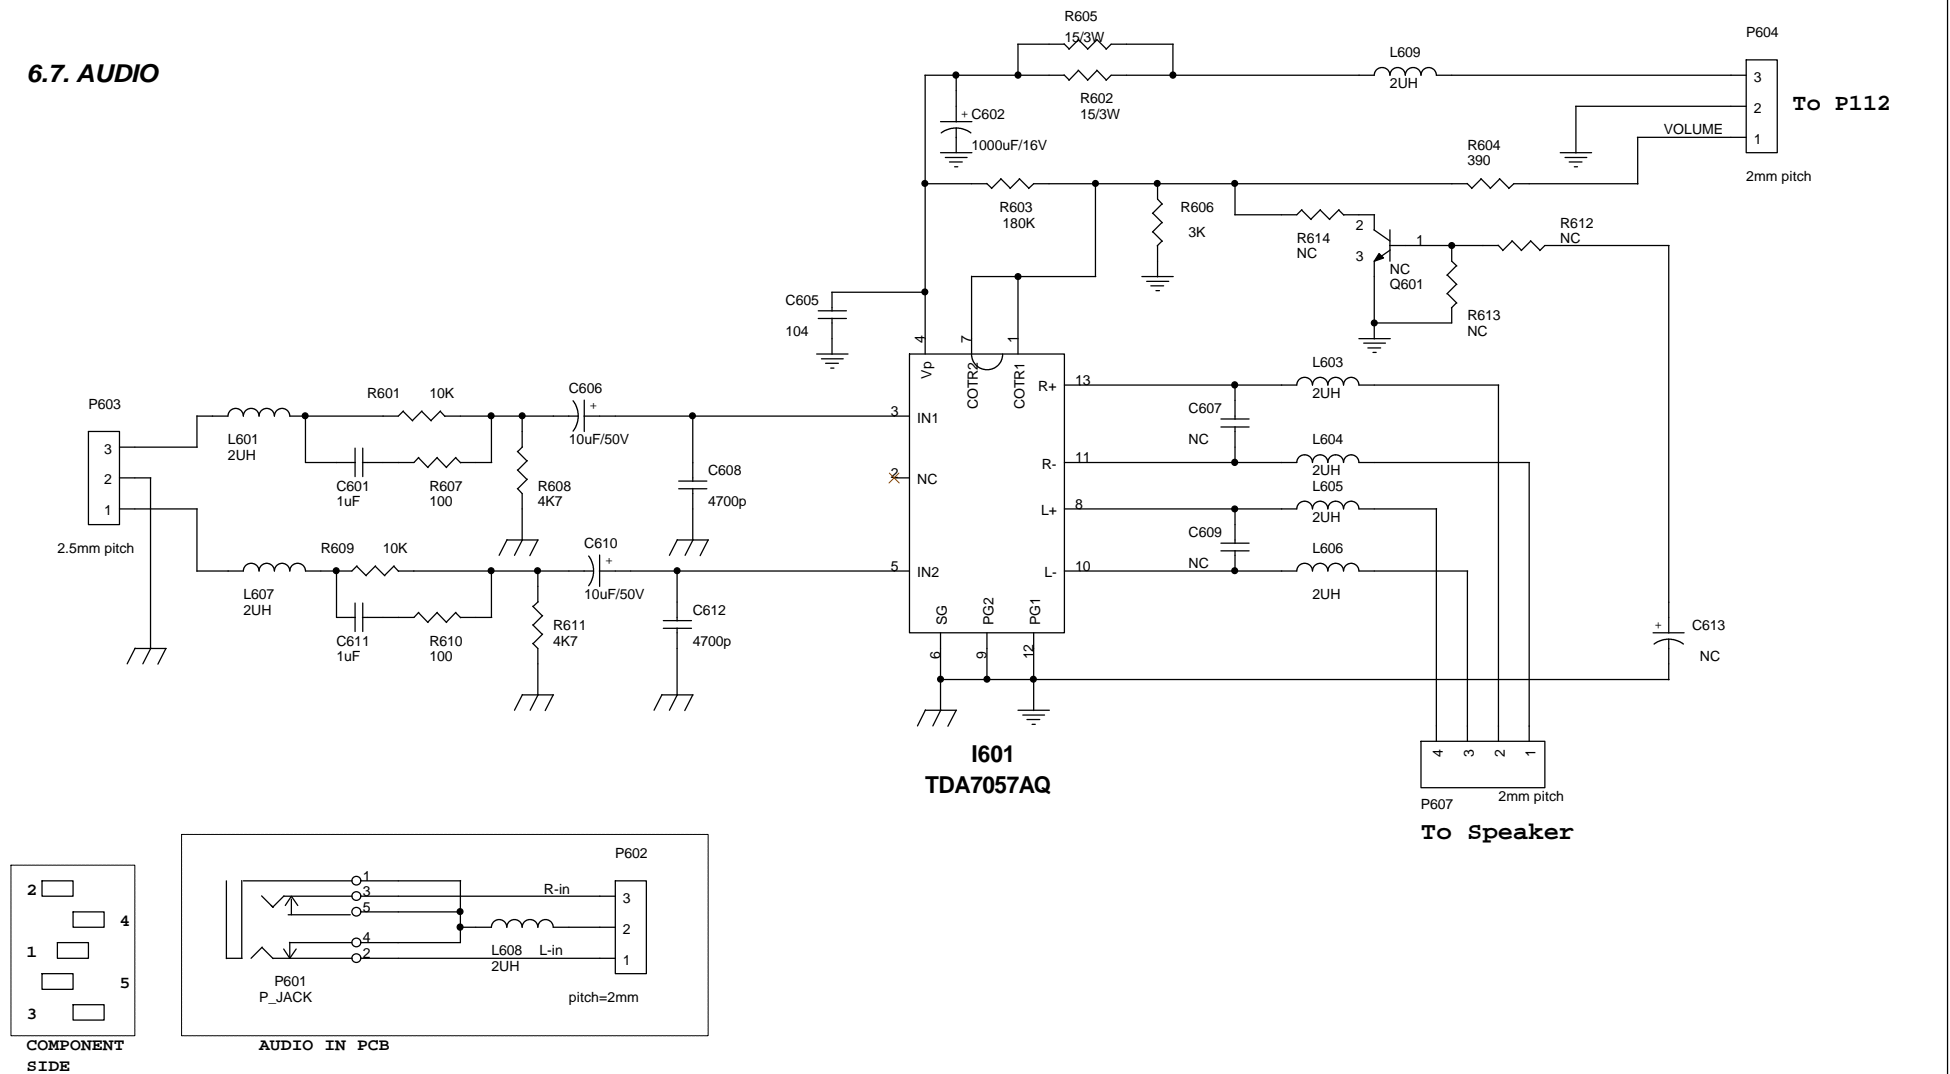 6.7. AUDIO
R605
15/3W
R602
15/3W
L609
2UH
P604
3
2
1
To P112
2mm pitch
+
C602
1000uF/16V
VOLUME
R604
390
R603
180K
R606
3K
R614
NC
2
3
1
NC
Q601
R612
NC
R613
NC
C605
104
4
7
1
Vp
COTR2
COTR1
P603
3
2
1
2.5mm pitch
L601
2UH
R601
10K
C601
1uF
R607
100
R608
4K7
C606
+
10uF/50V
C608
4700p
3
IN1
2
NC
5
IN2
R+
13
R-
11
L+
8
L-
10
C607
NC
C609
NC
L603
2UH
L604
2UH
L605
2UH
L606
2UH
L607
2UH
R609
10K
C611
1uF
R610
100
R611
4K7
C610
+
10uF/50V
C612
4700p
SG
PG2
PG1
6
9
12
+
C613
NC
I601
TDA7057AQ
4
3
2
1
P607
2mm pitch
To Speaker
2
4
1
5
3
COMPONENT
SIDE
P602
1
3
5
4
2
R-in
L608
2UH
L-in
3
2
1
P601
P_JACK
pitch=2mm
AUDIO IN PCB